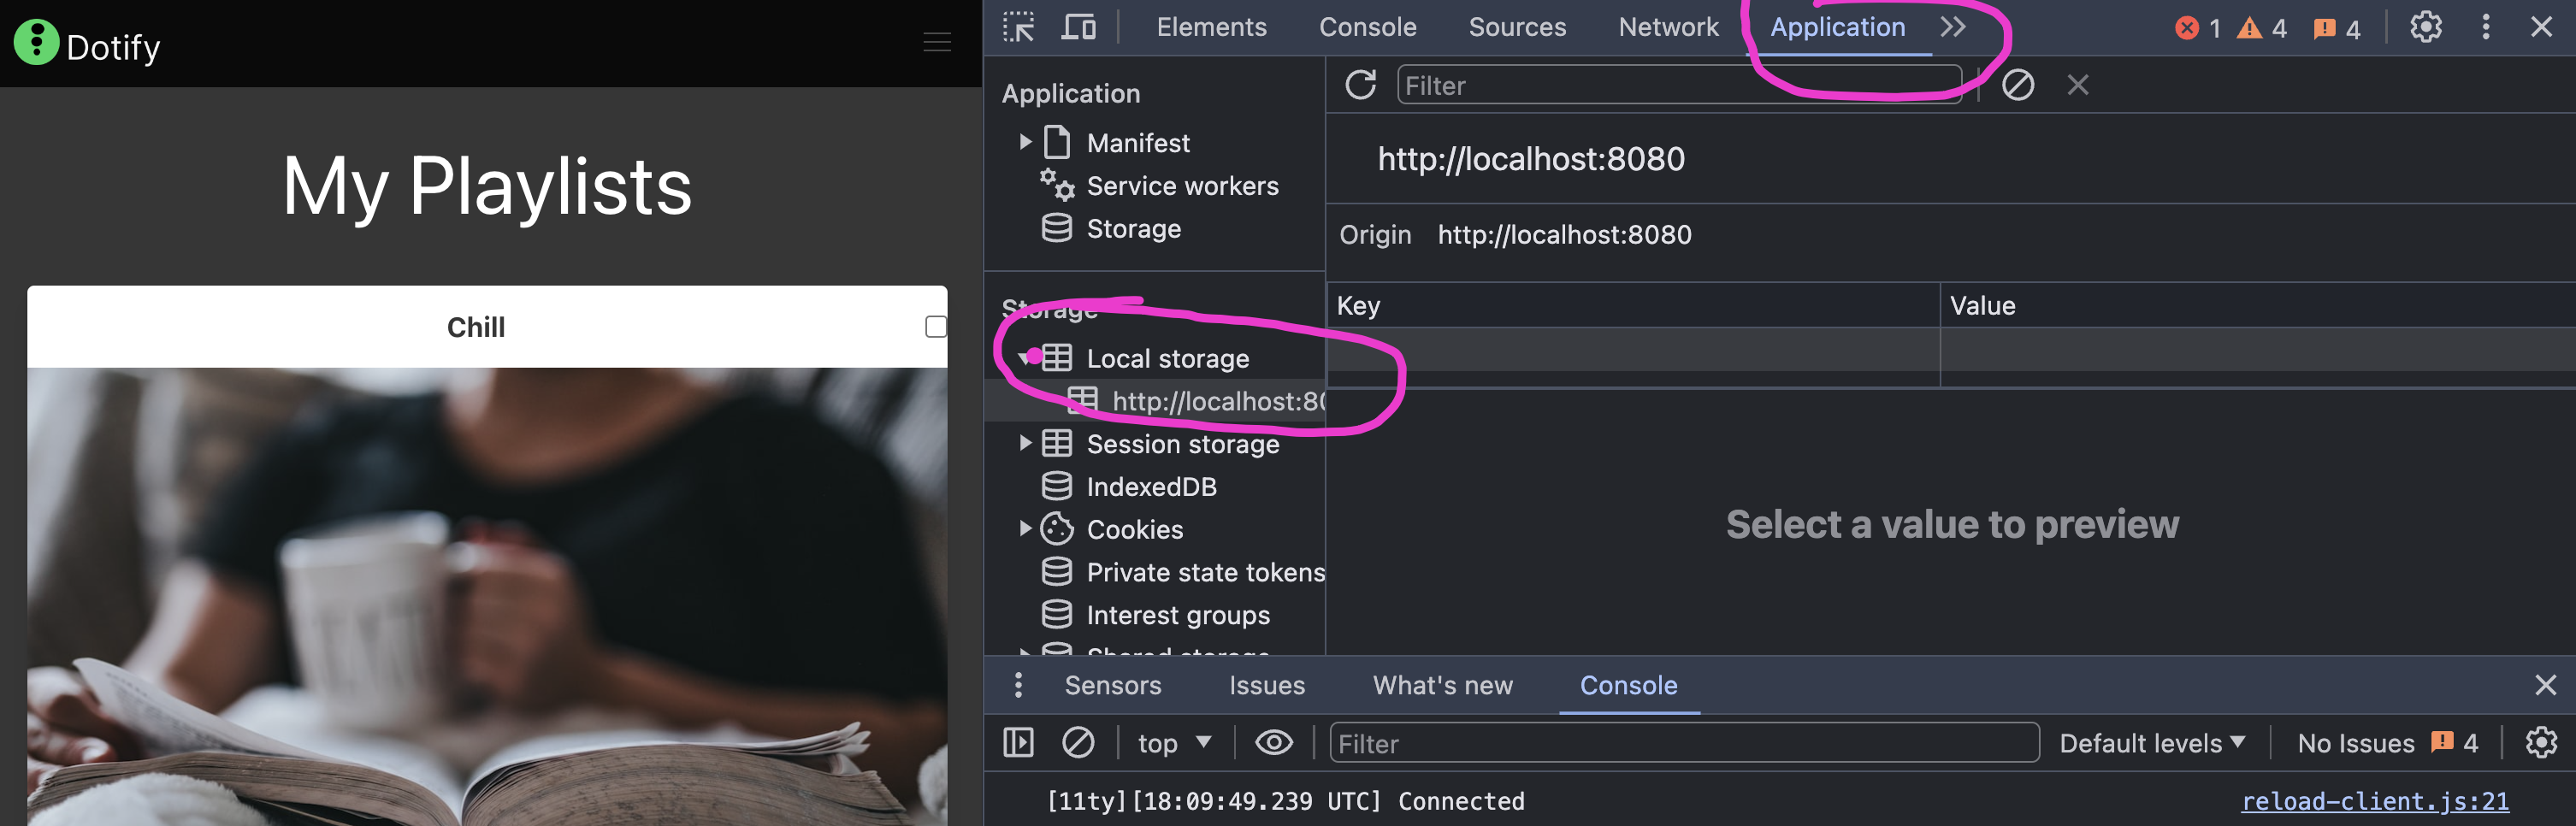 Dotify
My Playlists
Chill
Elements Console Sources Network Application 1 4 4
Application
Manifest
Service workers
Storage
Storage
Local storage
http://localhost:80
Session storage
IndexedDB
Cookies
Private state tokens
Interest groups
Shared storage
Filter
http://localhost:8080
Origin http://localhost:8080
Key Value
Select a value to preview
Sensors Issues What's new Console
top Filter Default levels No Issues 4
[11ty][18:09:49.239 UTC] Connected reload-client.js:21